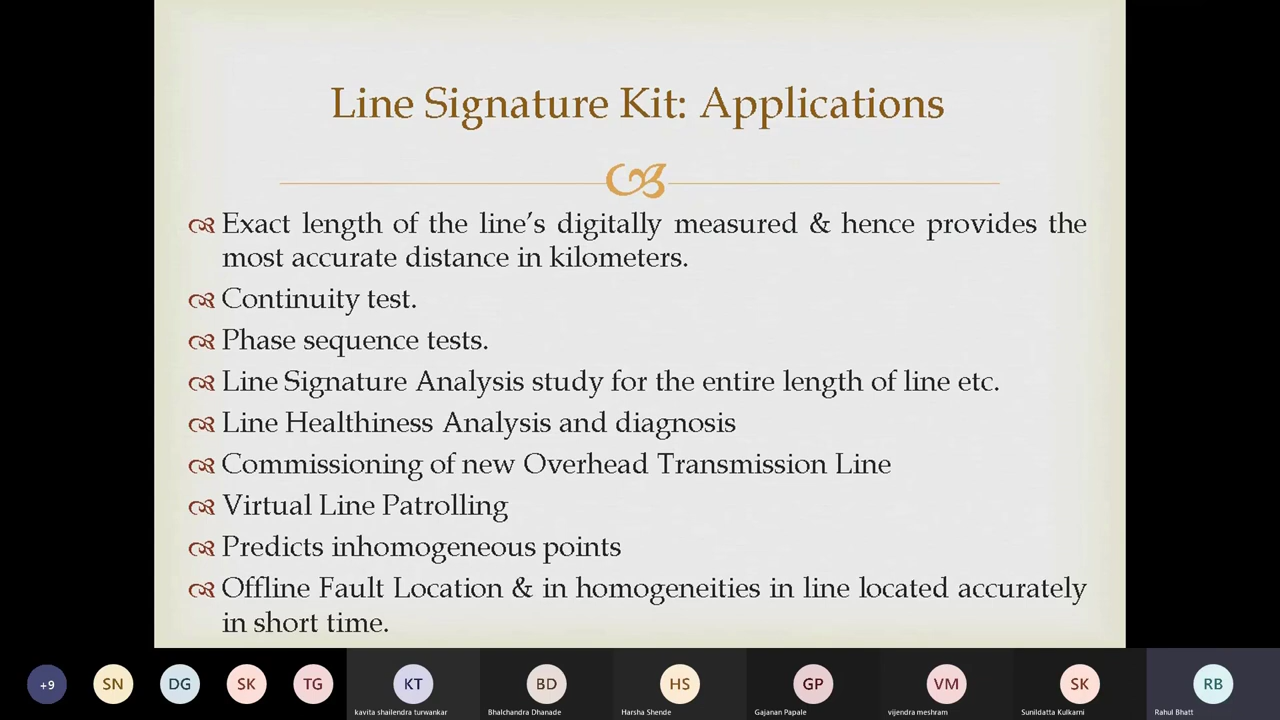 Line Signature Kit: Applications
Exact length of the line's digitally measured & hence provides the
most accurate distance in kilometers.
Continuity test.
Phase sequence tests.
Line Signature Analysis study for the entire length of line etc.
Line Healthiness Analysis and diagnosis
Commissioning of new Overhead Transmission Line
Virtual Line Patrolling
Predicts inhomogeneous points
Offline Fault Location & in homogeneities in line located accurately
in short time.
+9 SN DG SK TG KT BD HS GP VM SK RB
kavita shailendra turwankar Bhalchandra Dhanade Harsha Shende Gajanan Papale vijendra meshram Sunildatta Kulkarni Rahul Bhatt